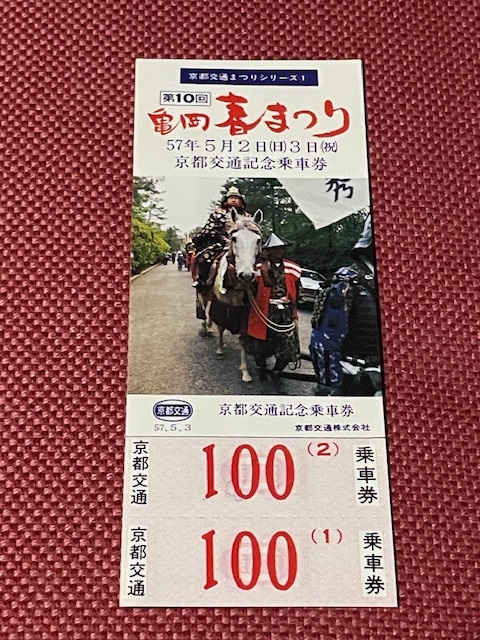 京都交通まつりシリーズ1
第10回
亀岡春まつり
57年5月2日(日)3日(祝)
京都交通記念乗車券
京都交通
京都交通記念乗車券
57.5.3
京都交通株式会社
京都交通
100
(2)
乗車券
京都交通
100
(1)
乗車券